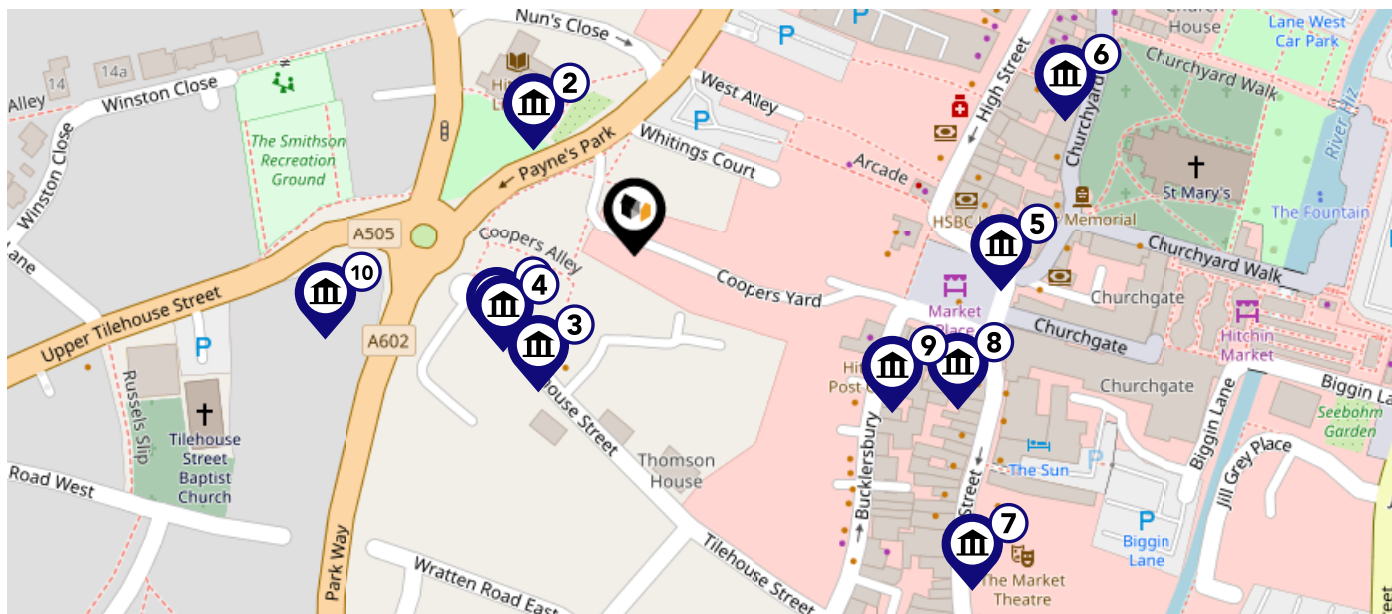 Nun's Close →
Church
House
Lane West
Car Park
P
P
14
14a
Alley
Winston Close
2
6
Churchyard Walk
West Alley
← High Street
River Hiz
P
Winston Close
The Smithson
Recreation
Ground
← Payne's Park
Whitings Court
Arcade
Churchyard
St Mary's
HSBC
Memorial
The Fountain
5
A505
Coopers Alley
Churchyard Walk
10
4
Coopers Yard
Market
Place
Churchgate
Upper Tilehouse Street
3
A602
9
8
Churchgate
Hitchin
Market
P
Post
Churchgate
Biggin
Russels Slip
Tilehouse
Street
Baptist
Church
house Street
Thomson
House
The Sun
P
Biggin Lane
Seebohm
Garden
Jill Grey Place
Road West
→ Bucklersbury
Street
7
P
Biggin
Lane
Park Way
Wratten Road East
Tilehouse Street
The Market
Theatre